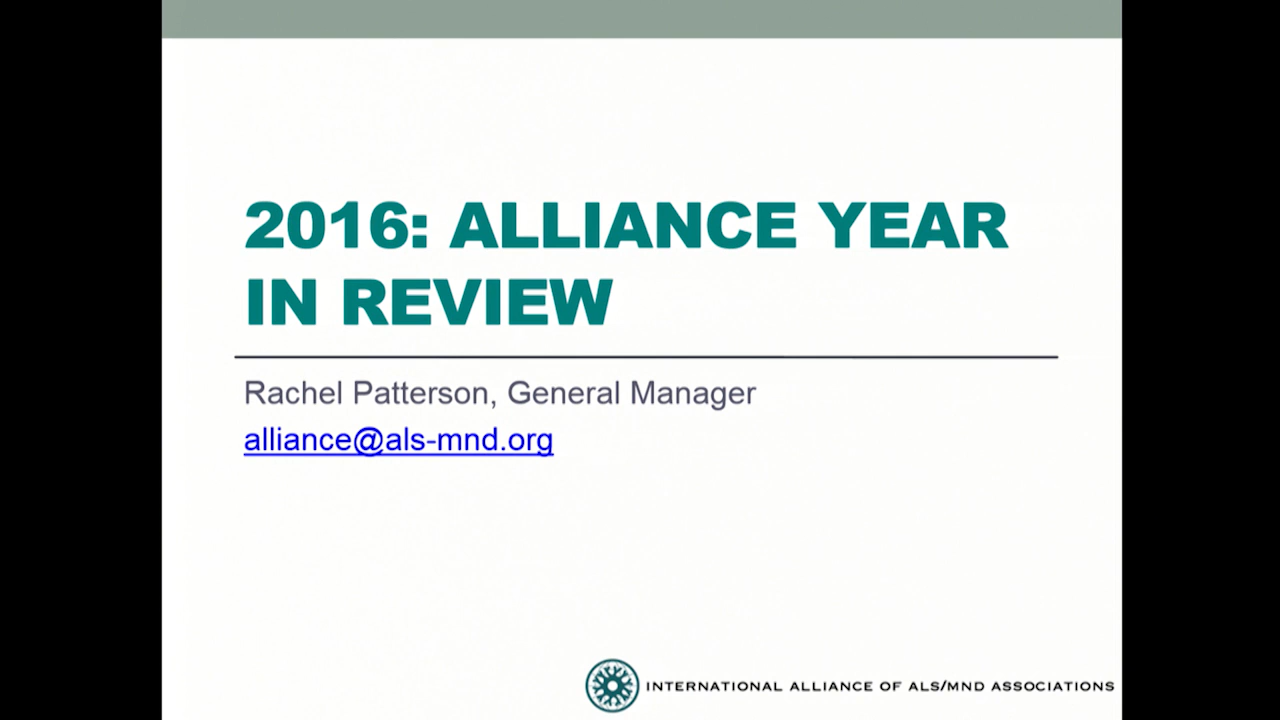 2016: ALLIANCE YEAR
IN REVIEW
Rachel Patterson, General Manager
alliance@als-mnd.org
INTERNATIONAL ALLIANCE OF ALS/MND ASSOCIATIONS